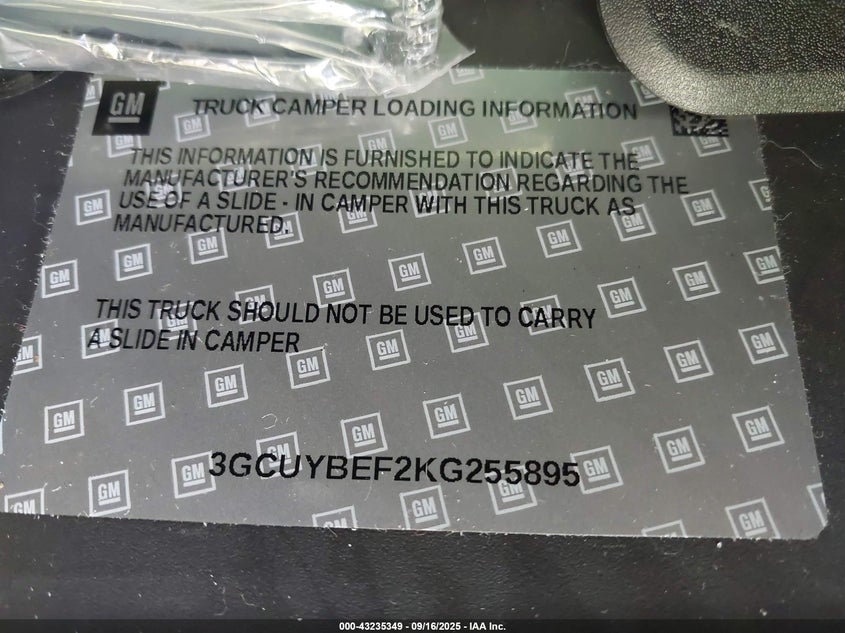 GM
TRUCK CAMPER LOADING INFORMATION
THIS INFORMATION IS FURNISHED TO INDICATE THE
MANUFACTURER'S RECOMMENDATION REGARDING THE
USE OF A SLIDE - IN CAMPER WITH THIS TRUCK AS
MANUFACTURED.
THIS TRUCK SHOULD NOT BE USED TO CARRY
A SLIDE IN CAMPER
3GCUYBEF2KG255895
000-43235349 - 09/16/2025 - IAA Inc.